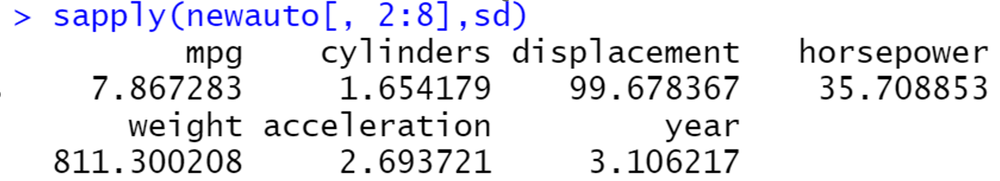 > sapply(newauto[, 2:8],sd)
mpg cylinders displacement horsepower
7.867283 1.654179 99.678367 35.708853
weight acceleration year
811.300208 2.693721 3.106217